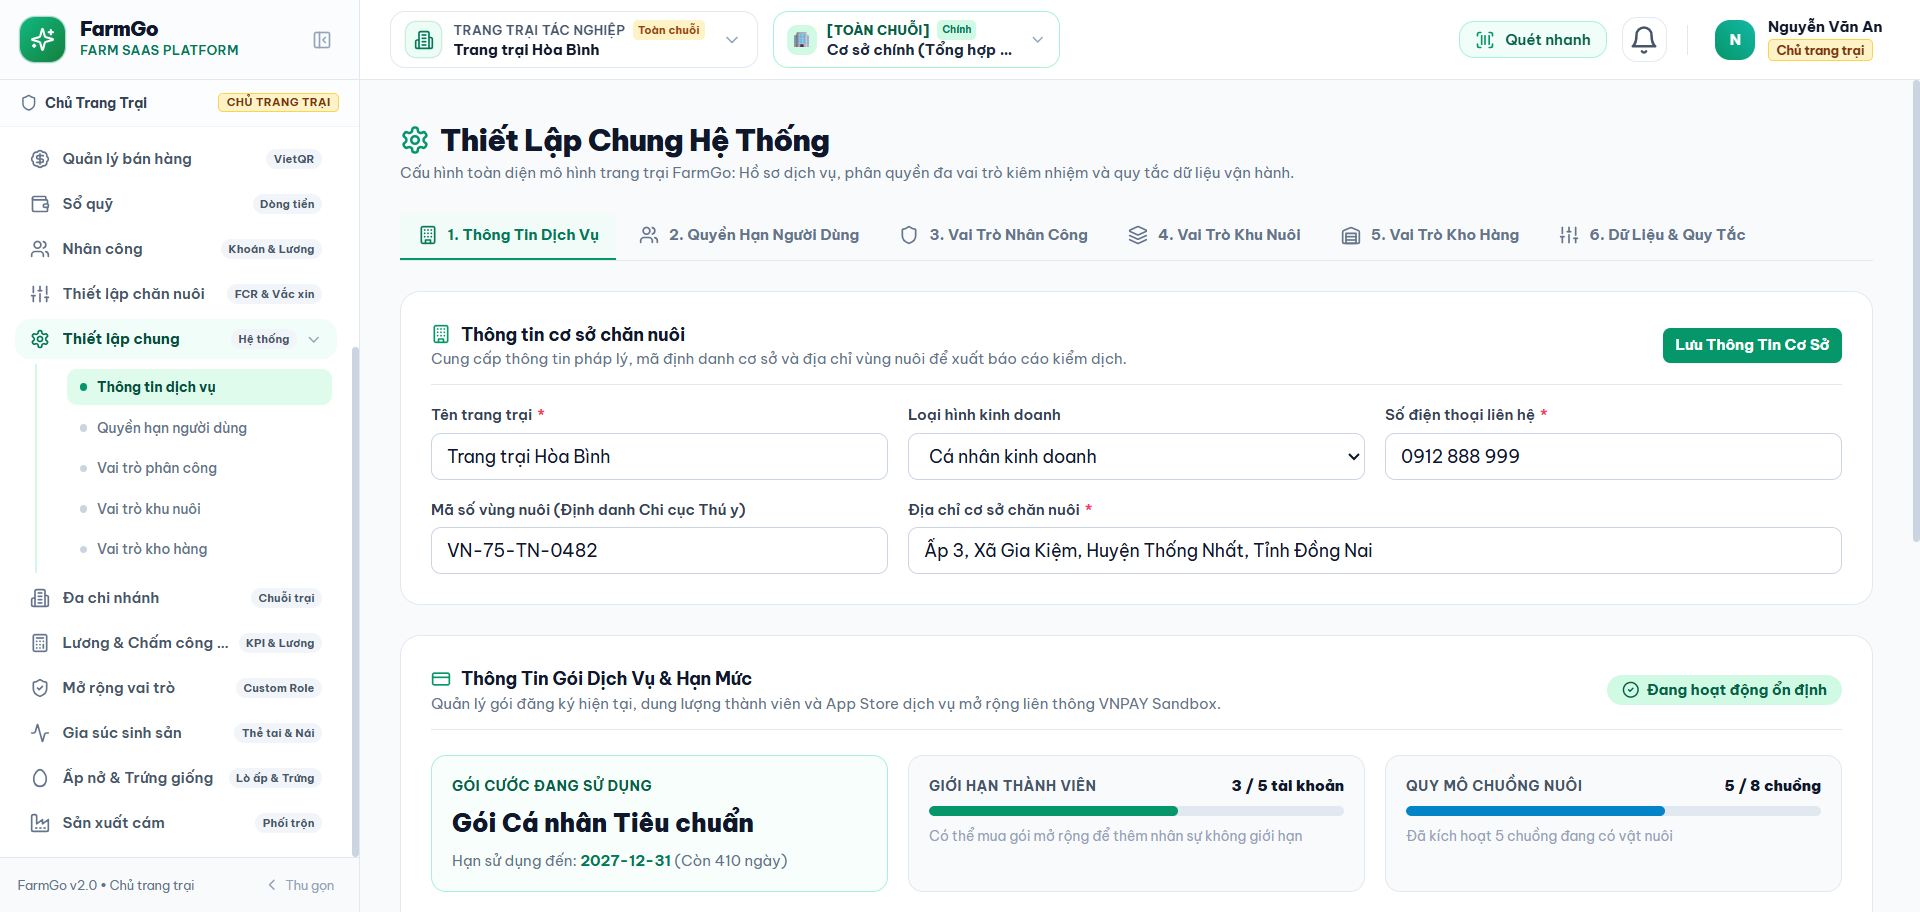 FarmGo
FARM SAAS PLATFORM
Chủ Trang Trại
CHỦ TRANG TRẠI
Quản lý bán hàng
VietQR
Sổ quỹ
Dòng tiền
Nhân công
Khoán & Lương
Thiết lập chăn nuôi
FCR & Vắc xin
Thiết lập chung
Hệ thống
Thông tin dịch vụ
Quyền hạn người dùng
Vai trò phân công
Vai trò khu nuôi
Vai trò kho hàng
Đa chi nhánh
Chuỗi trại
Lương & Chấm công ...
KPI & Lương
Mở rộng vai trò
Custom Role
Gia súc sinh sản
Thẻ tai & Nái
Ấp nở & Trứng giống
Lò ấp & Trứng
Sản xuất cám
Phối trộn
FarmGo v2.0 • Chủ trang trại
Thu gọn
TRANG TRẠI TÁC NGHIỆP
Toàn chuỗi
Trang trại Hòa Bình
[TOÀN CHUỖI]
Chính
Cơ sở chính (Tổng hợp ...
Quét nhanh
N
Nguyễn Văn An
Chủ trang trại
Thiết Lập Chung Hệ Thống
Cấu hình toàn diện mô hình trang trại FarmGo: Hồ sơ dịch vụ, phân quyền đa vai trò kiêm nhiệm và quy tắc dữ liệu vận hành.
1. Thông Tin Dịch Vụ
2. Quyền Hạn Người Dùng
3. Vai Trò Nhân Công
4. Vai Trò Khu Nuôi
5. Vai Trò Kho Hàng
6. Dữ Liệu & Quy Tắc
Thông tin cơ sở chăn nuôi
Cung cấp thông tin pháp lý, mã định danh cơ sở và địa chỉ vùng nuôi để xuất báo cáo kiểm dịch.
Lưu Thông Tin Cơ Sở
Tên trang trại *
Loại hình kinh doanh
Số điện thoại liên hệ *
Trang trại Hòa Bình
Cá nhân kinh doanh
0912 888 999
Mã số vùng nuôi (Định danh Chi cục Thú y)
Địa chỉ cơ sở chăn nuôi *
VN-75-TN-0482
Ấp 3, Xã Gia Kiệm, Huyện Thống Nhất, Tỉnh Đồng Nai
Thông Tin Gói Dịch Vụ & Hạn Mức
Quản lý gói đăng ký hiện tại, dung lượng thành viên và App Store dịch vụ mở rộng liên thông VNPAY Sandbox.
Đang hoạt động ổn định
GÓI CƯỚC ĐANG SỬ DỤNG
Gói Cá nhân Tiêu chuẩn
Hạn sử dụng đến: 2027-12-31 (Còn 410 ngày)
GIỚI HẠN THÀNH VIÊN
3 / 5 tài khoản
Có thể mua gói mở rộng để thêm nhân sự không giới hạn
QUY MÔ CHUỒNG NUÔI
5 / 8 chuồng
Đã kích hoạt 5 chuồng đang có vật nuôi